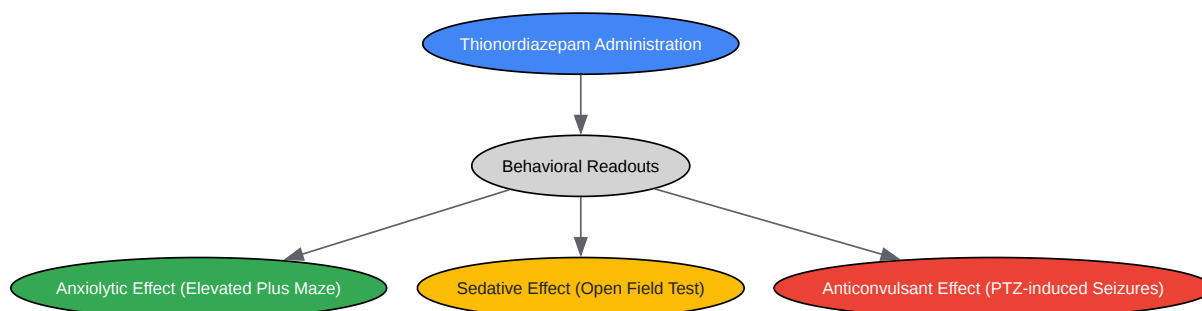 Thionordiazepam Administration
Behavioral Readouts
Anxiolytic Effect (Elevated Plus Maze)
Sedative Effect (Open Field Test)
Anticonvulsant Effect (PTZ-induced Seizures)